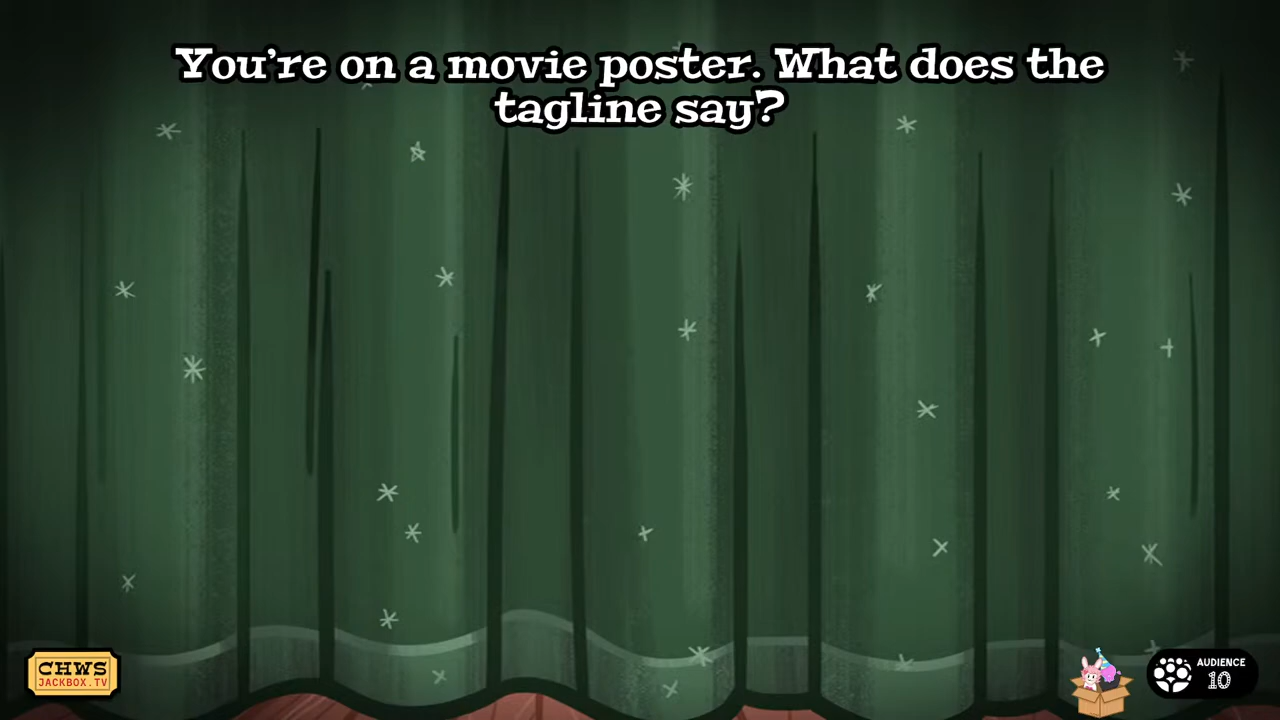 You're on a movie poster. What does the
tagline say?
CHWS
JACKBOX.TV
AUDIENCE
10